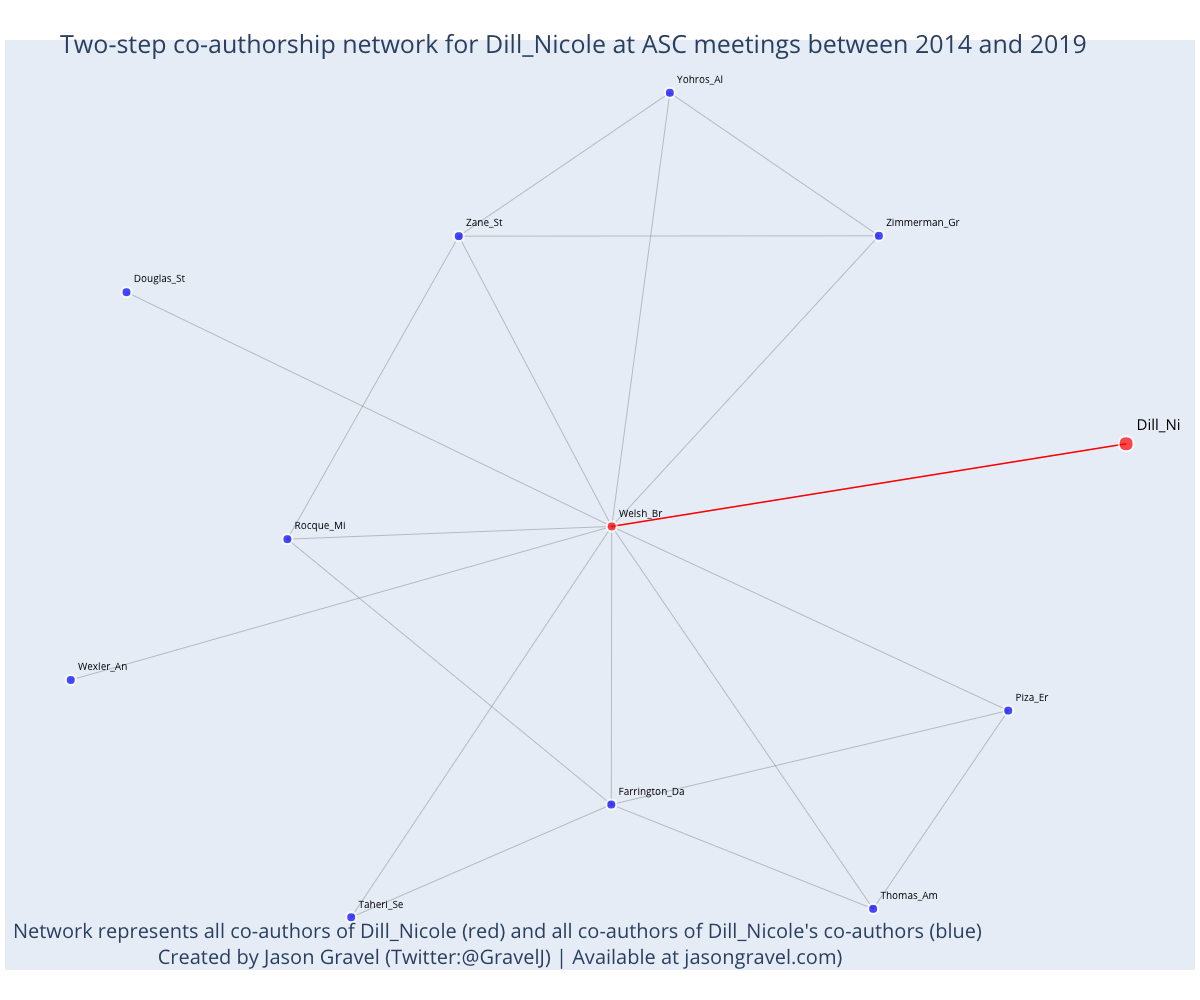 Two-step co-authorship network for Dill_Nicole at ASC meetings between 2014 and 2019
Yohros_Al
Zane_St
Zimmerman_Gr
Douglas_St
Dill_Ni
Welsh_Br
Rocque_Mi
Wexler_An
Piza_Er
Farrington_Da
Thomas_Am
Taheri_Se
Network represents all co-authors of Dill_Nicole (red) and all co-authors of Dill_Nicole's co-authors (blue)
Created by Jason Gravel (Twitter:@GravelJ) | Available at jasongravel.com)